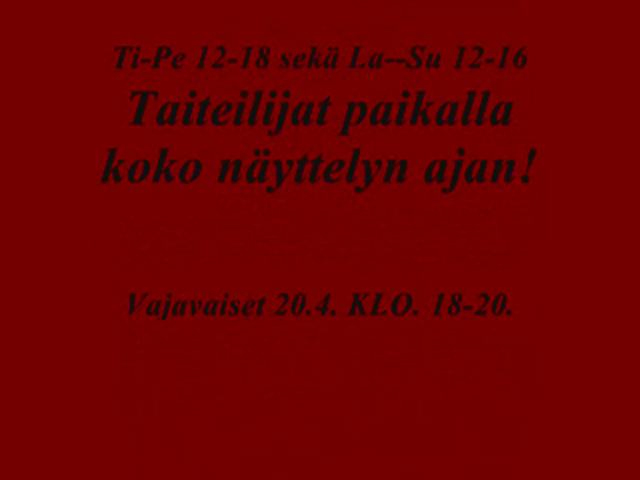 Ti-Pe 12-18 sekä La--Su 12-16
Taiteilijat paikalla
koko näyttelyn ajan!
Vajavaiset 20.4. KLO. 18-20.